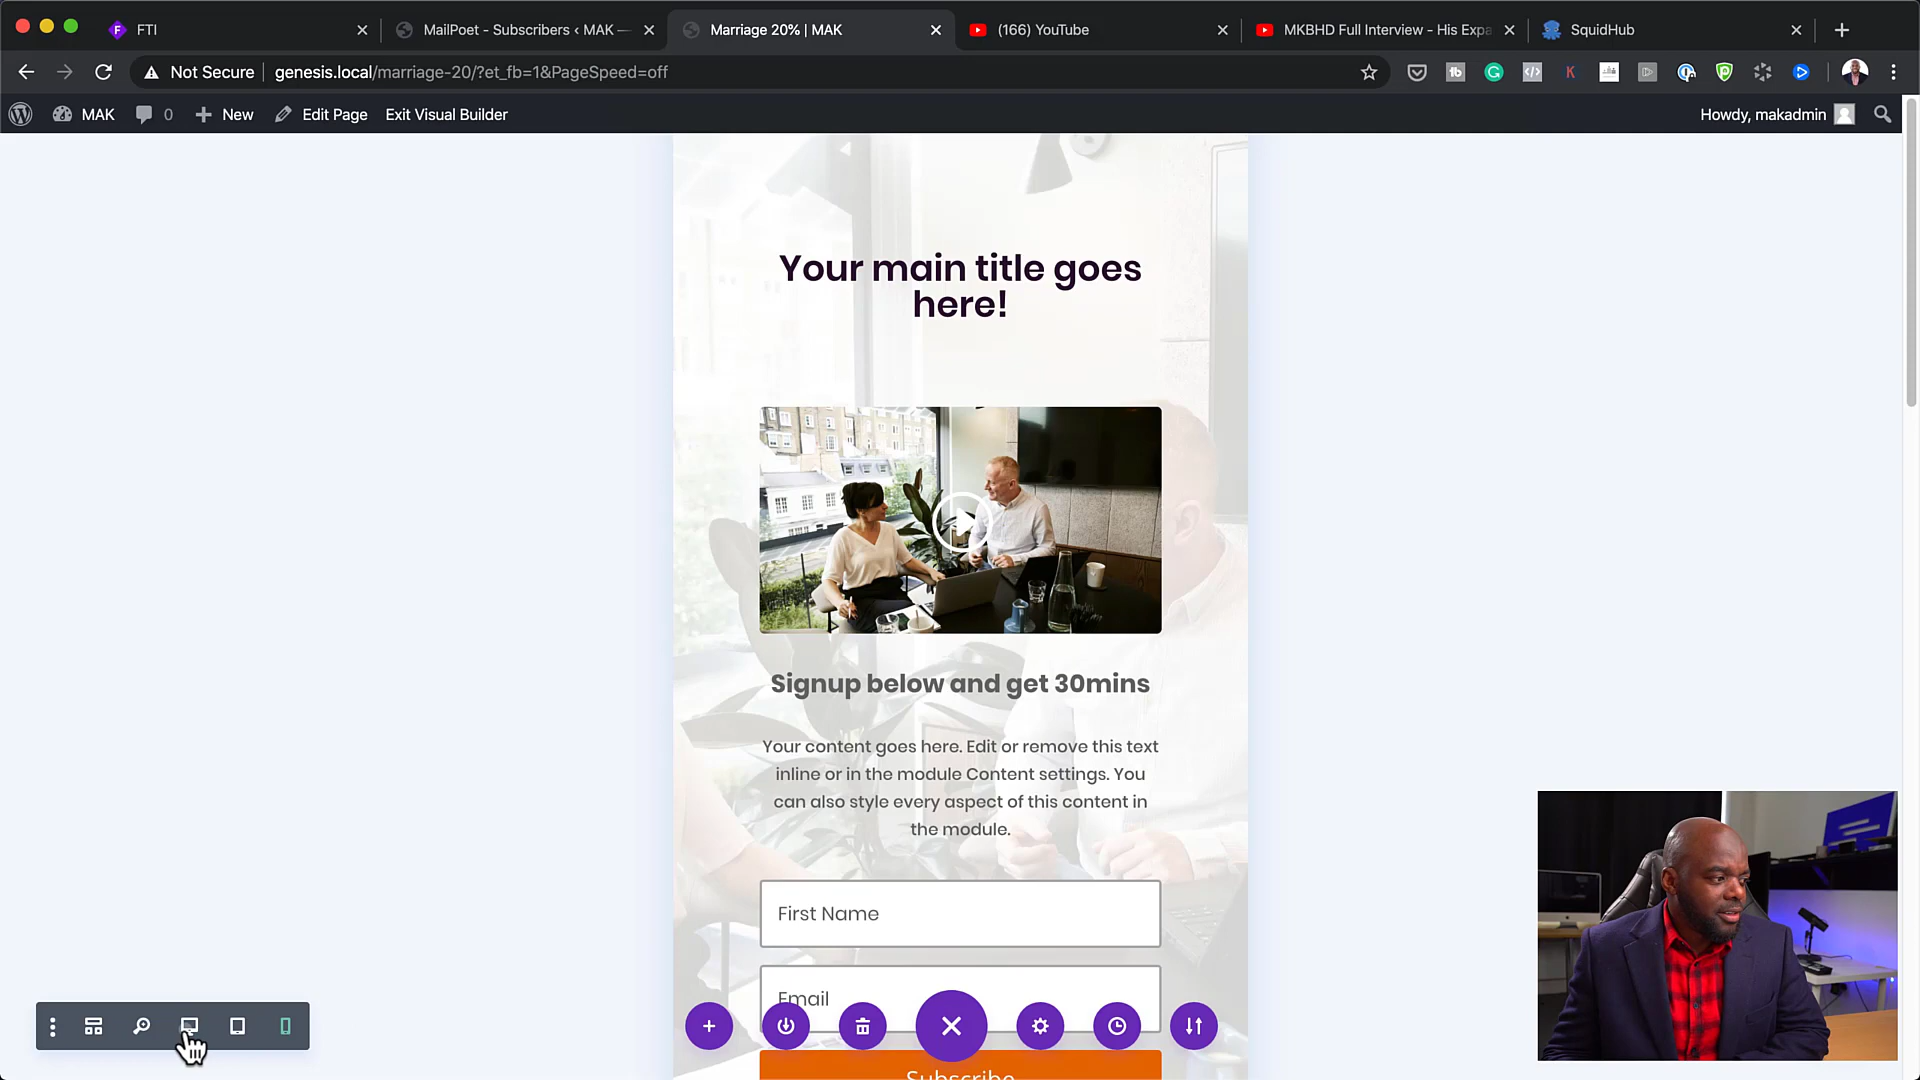 FTI
MailPoet - Subscribers ‹ MAK —
Marriage 20% | MAK
(166) YouTube
MKBHD Full Interview - His Expa
SquidHub
Not Secure
genesis.local/marriage-20/?et_fb=1&PageSpeed=off
MAK
0
New
Edit Page
Exit Visual Builder
Howdy, makadmin
Your main title goes
here!
Signup below and get 30mins
Your content goes here. Edit or remove this text
inline or in the module Content settings. You
can also style every aspect of this content in
the module.
First Name
Email
Subscribe